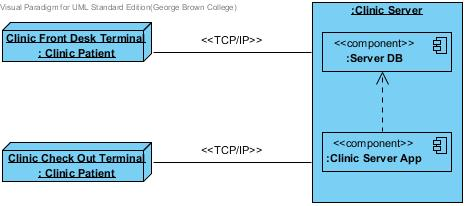 Visual Paradigm for UML Standard Edition(George Brown College)
:Clinic Server
Clinic Front Desk Terminal
: Clinic Patient
<<TCP/IP>>
<<component>>
:Server DB
Clinic Check Out Terminal
: Clinic Patient
<<TCP/IP>>
<<component>>
:Clinic Server App